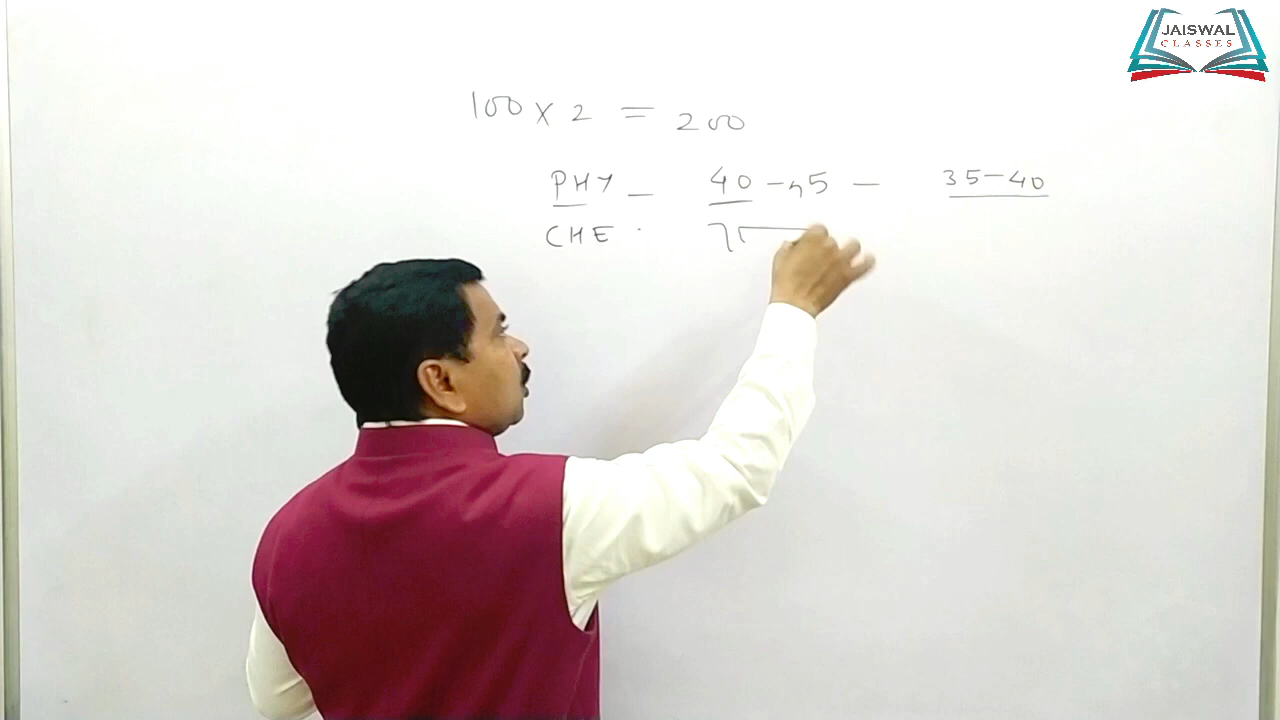 JAISWAL
CLASSES
100 x 2 = 200
PHY - 40 - 45 - 35-40
CHE .